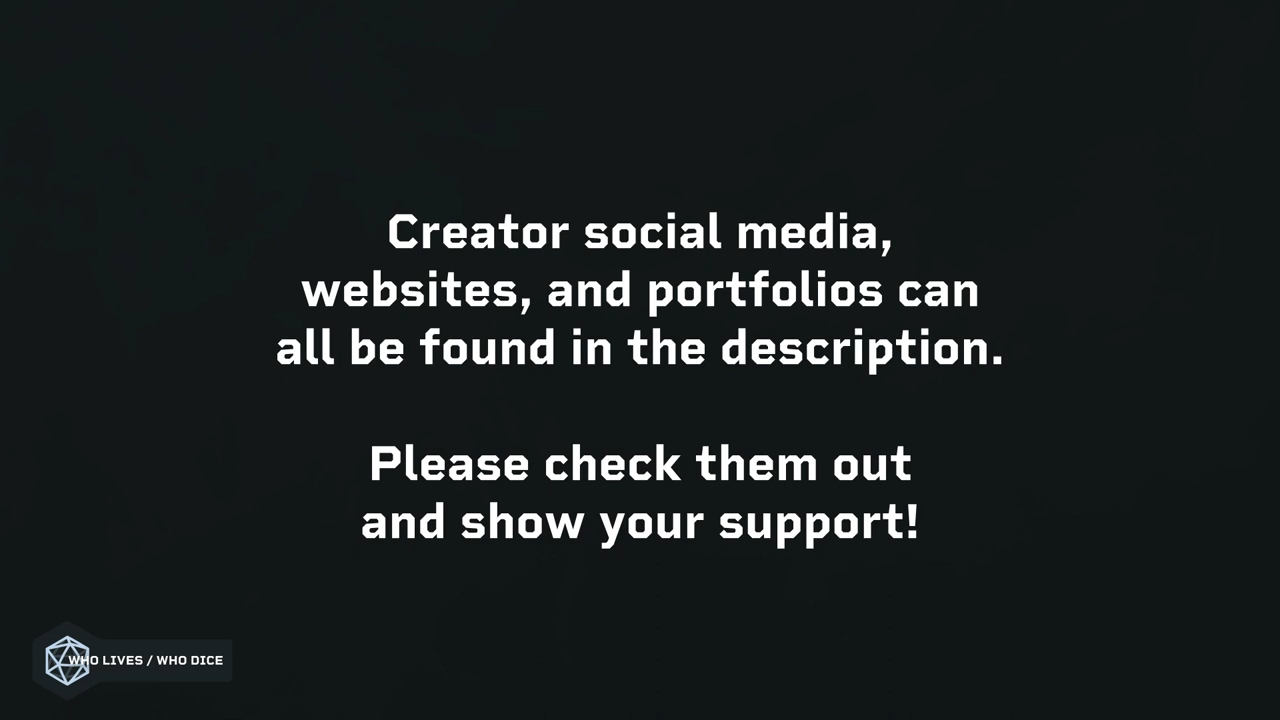 Creator social media,
websites, and portfolios can
all be found in the description.
Please check them out
and show your support!
WHO LIVES / WHO DICE